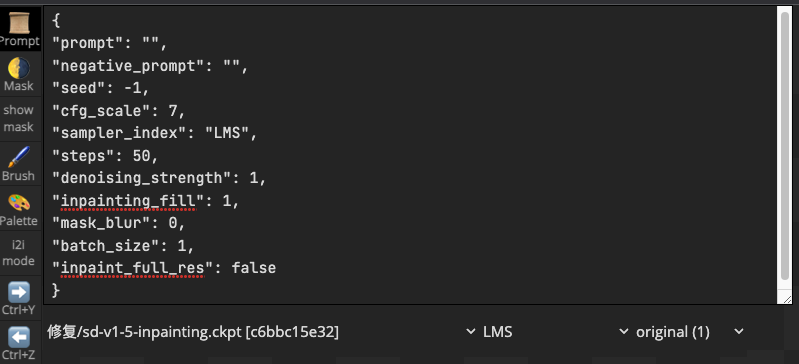 {
"prompt": "",
"negative_prompt": "",
"seed": -1,
"cfg_scale": 7,
"sampler_index": "LMS",
"steps": 50,
"denoising_strength": 1,
"inpainting_fill": 1,
"mask_blur": 0,
"batch_size": 1,
"inpaint_full_res": false
}
Prompt
Mask
show
mask
Brush
Palette
i2i
mode
Ctrl+Y
Ctrl+Z
修复/sd-v1-5-inpainting.ckpt [c6bbc15e32] LMS original (1)